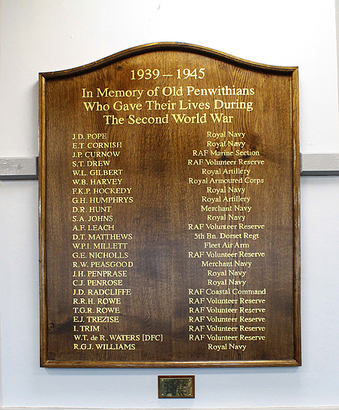 1939 – 1945
In Memory of Old Penwithians
Who Gave Their Lives During
The Second World War
J.D. POPE Royal Navy
E.T. CORNISH Royal Navy
J.P. CURNOW RAF Marine Section
S.T. DREW RAF Volunteer Reserve
W.L. GILBERT Royal Artillery
W.B. HARVEY Royal Armoured Corps
P.K.P. HOCKEDY Royal Navy
G.H. HUMPHRYS Royal Artillery
D.R. HUNT Merchant Navy
S.A. JOHNS Royal Navy
A.F. LEACH RAF Volunteer Reserve
D.T. MATTHEWS 5th Bn. Dorset Regt
W.P.I. MILLETT Fleet Air Arm
G.E. NICHOLLS RAF Volunteer Reserve
R.W. PEASGOOD Merchant Navy
J.H. PENPRASE Royal Navy
C.J. PENROSE Royal Navy
J.D. RADCLIFFE RAF Coastal Command
R.R.H. ROWE RAF Volunteer Reserve
T.G.R. ROWE RAF Volunteer Reserve
E.J. TREZISE RAF Volunteer Reserve
I. TRIM RAF Volunteer Reserve
W.T. de R. WATERS [DFC] RAF Volunteer Reserve
R.G.J. WILLIAMS Royal Navy